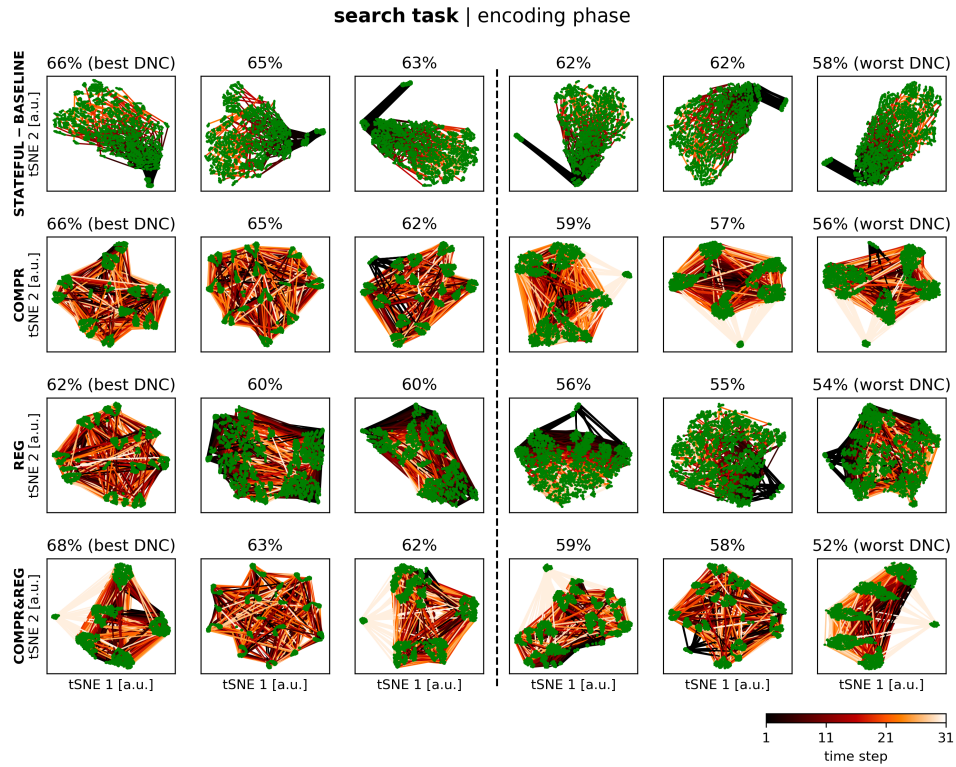 search task | encoding phase
STATEFUL − BASELINE
tSNE 2 [a.u.]
66% (best DNC)
65%
63%
62%
62%
58% (worst DNC)
COMPR
tSNE 2 [a.u.]
66% (best DNC)
65%
62%
59%
57%
56% (worst DNC)
REG
tSNE 2 [a.u.]
62% (best DNC)
60%
60%
56%
55%
54% (worst DNC)
COMPR&REG
tSNE 2 [a.u.]
68% (best DNC)
63%
62%
59%
58%
52% (worst DNC)
tSNE 1 [a.u.]
tSNE 1 [a.u.]
tSNE 1 [a.u.]
tSNE 1 [a.u.]
tSNE 1 [a.u.]
tSNE 1 [a.u.]
1 11 21 31
time step